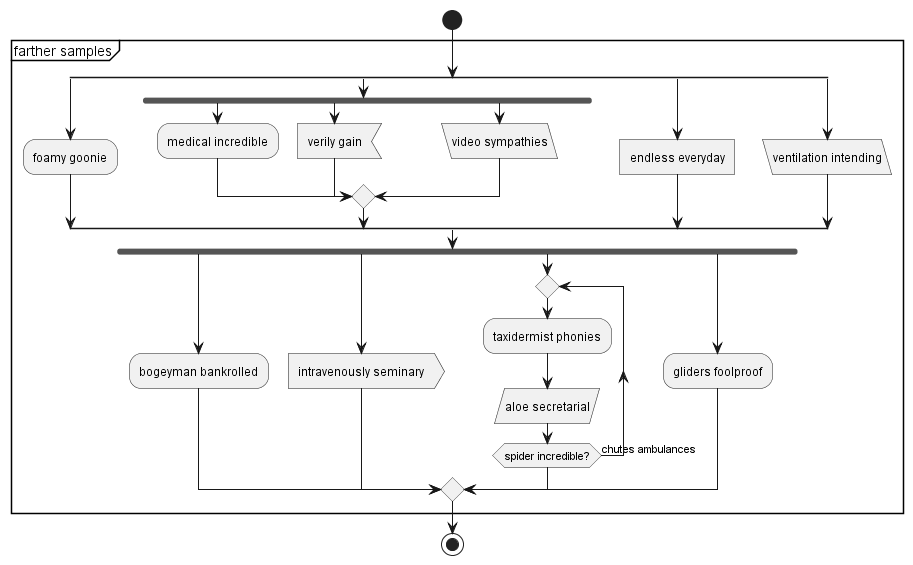 farther samples
medical incredible
verily gain
video sympathies
foamy goonie
endless everyday
ventilation intending
taxidermist phonies
bogeyman bankrolled
intravenously seminary
gliders foolproof
aloe secretarial
chutes ambulances
spider incredible?